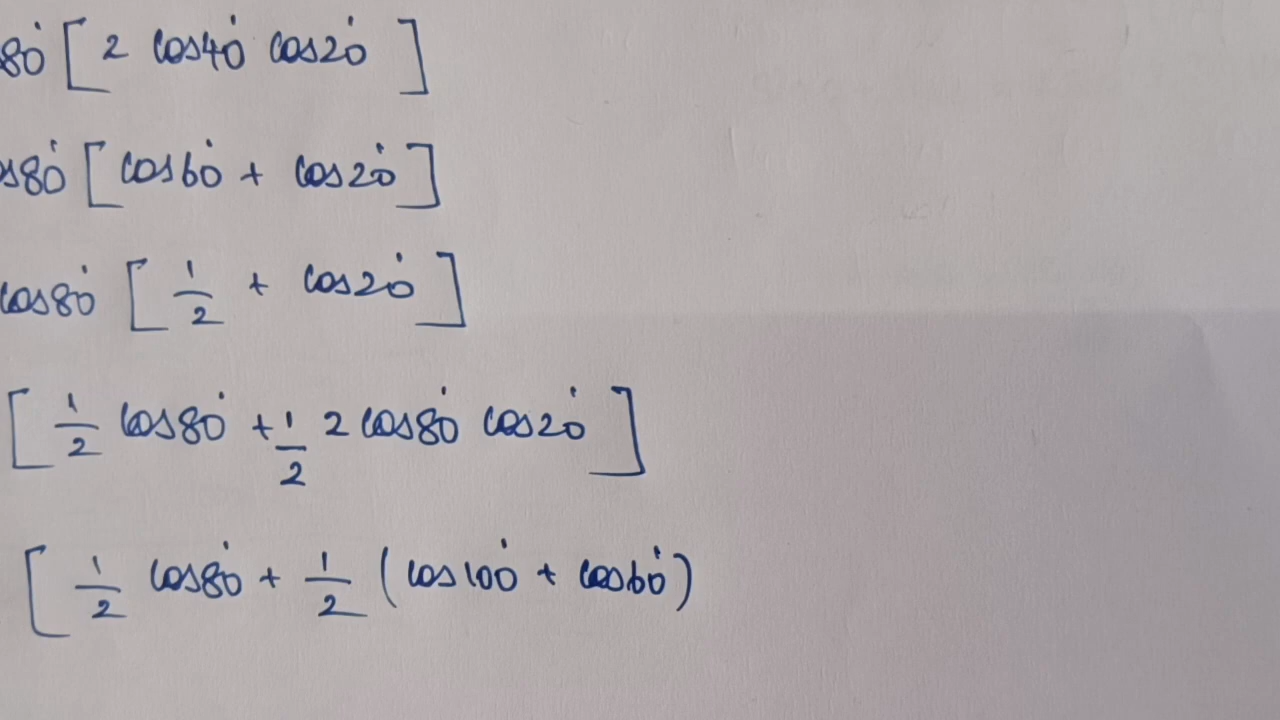 80° [ 2 cos40° cos20° ]
s80° [ cos60° + cos20° ]
cos80° [ 1/2 + cos20° ]
[ 1/2 cos80° + 1/2 2 cos80° cos20° ]
[ 1/2 cos80° + 1/2 ( cos100° + cos60° )